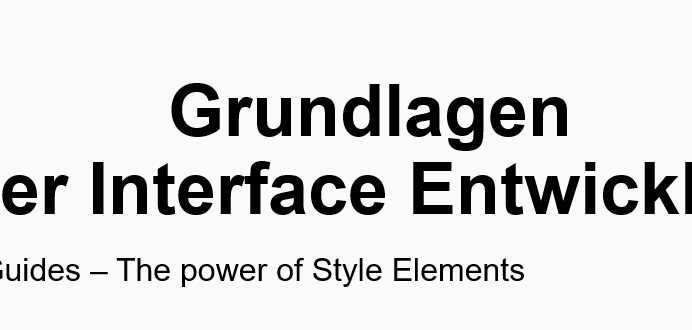 Grundlagen
er Interface Entwickl
Guides – The power of Style Elements